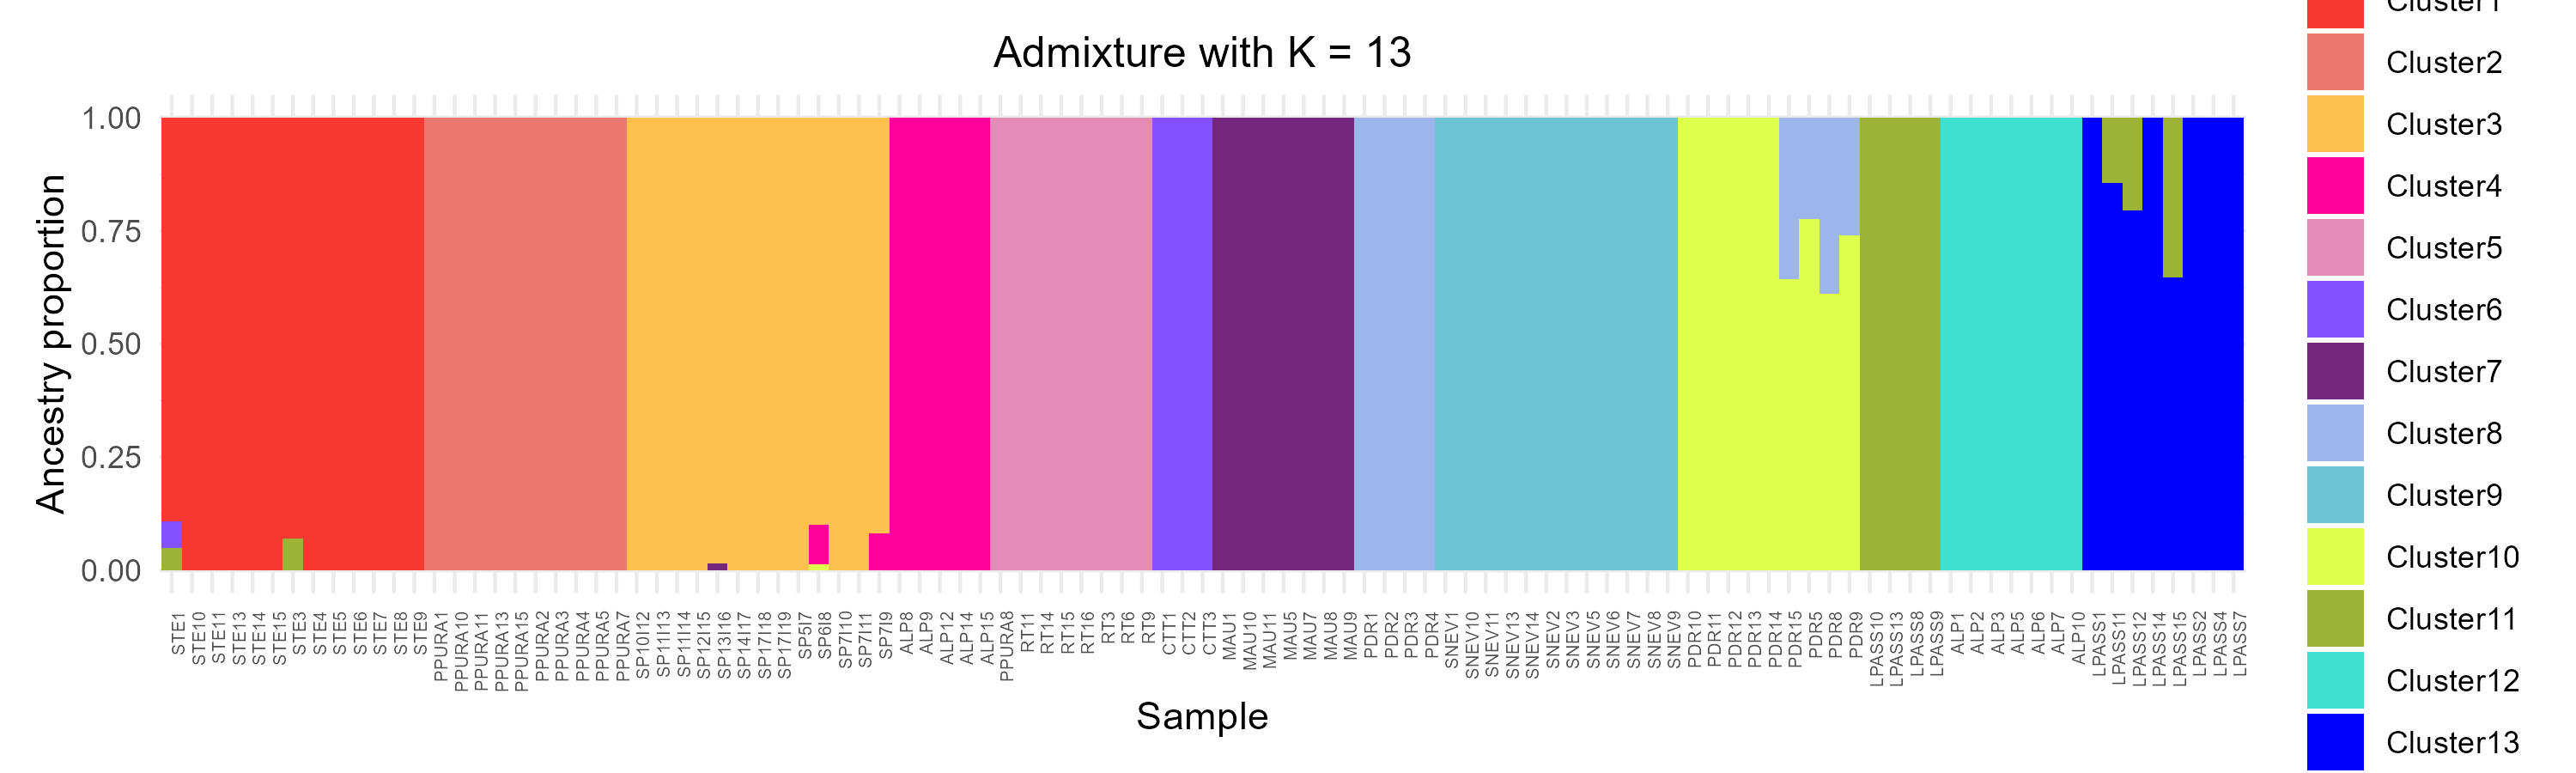 Admixture with K = 13
Ancestry proportion
1.00
0.75
0.50
0.25
0.00
STE1
STE10
STE11
STE13
STE14
STE15
STE3
STE4
STE5
STE6
STE7
STE8
STE9
PPURA1
PPURA10
PPURA11
PPURA13
PPURA15
PPURA2
PPURA3
PPURA4
PPURA5
PPURA7
SP10I12
SP11I13
SP11I14
SP12I15
SP13I16
SP14I17
SP17I18
SP17I19
SP5I7
SP6I8
SP7I10
SP7I11
SP7I9
ALP8
ALP9
ALP12
ALP14
ALP15
PPURA8
RT11
RT14
RT15
RT16
RT3
RT6
RT9
CTT1
CTT2
CTT3
MAU1
MAU10
MAU11
MAU5
MAU7
MAU8
MAU9
PDR1
PDR2
PDR3
PDR4
SNEV1
SNEV10
SNEV11
SNEV13
SNEV14
SNEV2
SNEV3
SNEV5
SNEV6
SNEV7
SNEV8
SNEV9
PDR10
PDR11
PDR12
PDR13
PDR14
PDR15
PDR5
PDR8
PDR9
LPASS10
LPASS13
LPASS8
LPASS9
ALP1
ALP2
ALP3
ALP5
ALP6
ALP7
ALP10
LPASS1
LPASS11
LPASS12
LPASS14
LPASS15
LPASS2
LPASS4
LPASS7
Sample
Cluster1
Cluster2
Cluster3
Cluster4
Cluster5
Cluster6
Cluster7
Cluster8
Cluster9
Cluster10
Cluster11
Cluster12
Cluster13